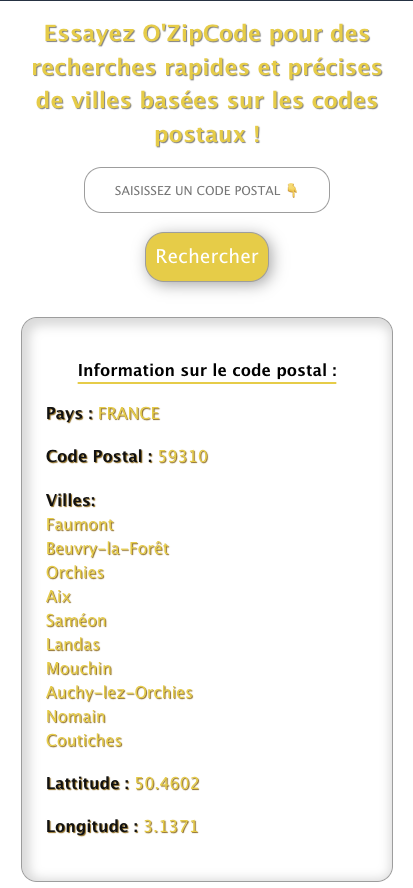 Essayez O'ZipCode pour des
recherches rapides et précises
de villes basées sur les codes
postaux !
SAISISSEZ UN CODE POSTAL 👇
Rechercher
Information sur le code postal :
Pays : FRANCE
Code Postal : 59310
Villes:
Faumont
Beuvry-la-Forêt
Orchies
Aix
Saméon
Landas
Mouchin
Auchy-lez-Orchies
Nomain
Coutiches
Lattitude : 50.4602
Longitude : 3.1371